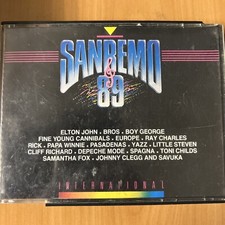 SANREMO
89
ELTON JOHN • BROS • BOY GEORGE
FINE YOUNG CANNIBALS • EUROPE • RAY CHARLES
RICK • PAPA WINNIE • PASADENAS • YAZZ • LITTLE STEVEN
CLIFF RICHARD • DEPECHE MODE • SPAGNA • TONI CHILDS
SAMANTHA FOX • JOHNNY CLEGG AND SAVUKA
INTERNATIONAL